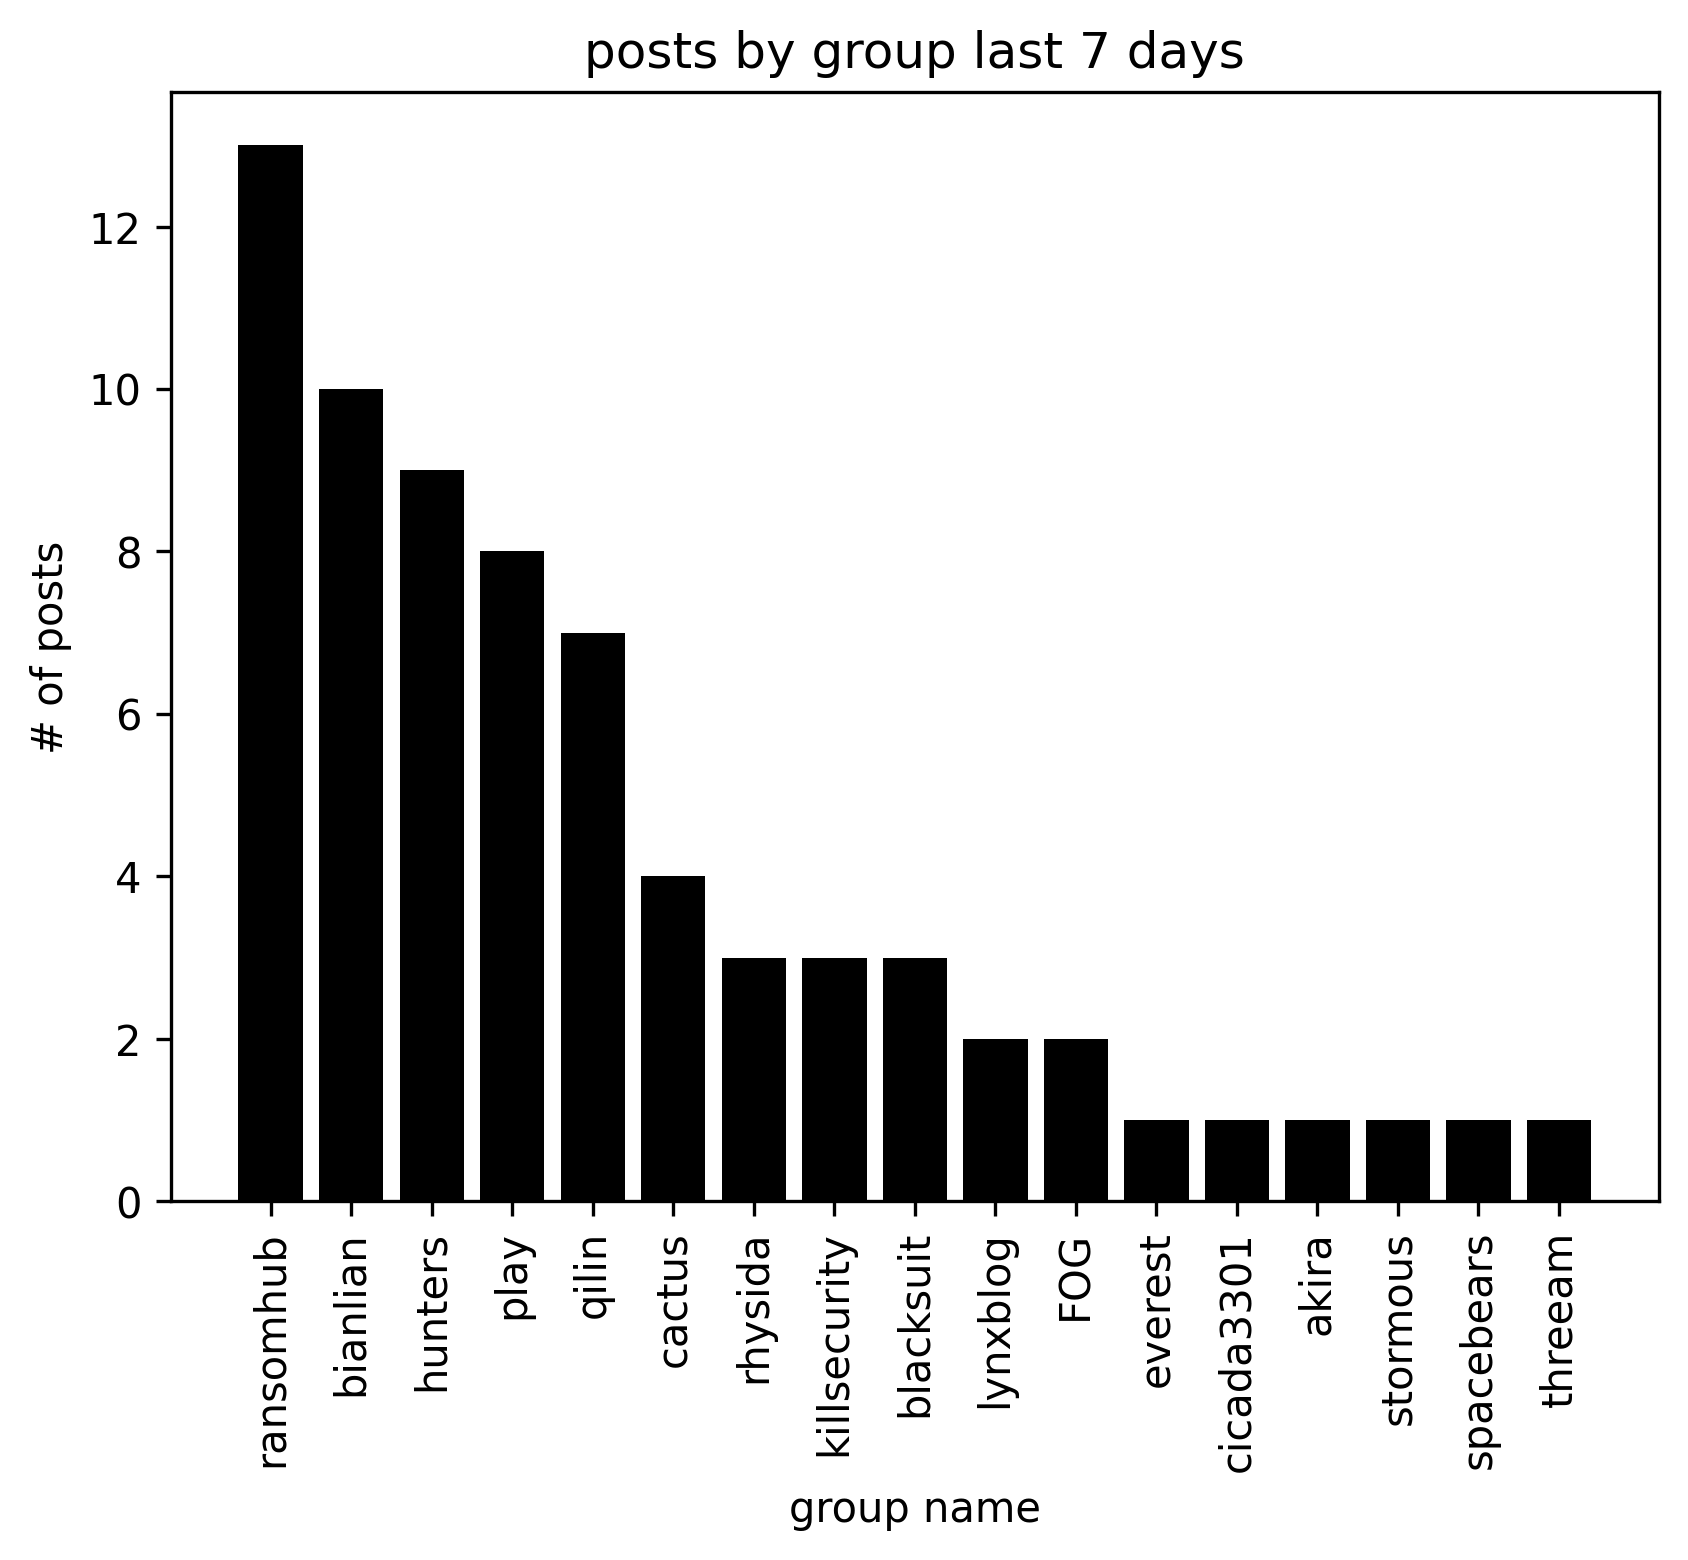 posts by group last 7 days
12
10
8
6
4
2
0
# of posts
ransomhub
bianlian
hunters
play
qilin
cactus
rhysida
killsecurity
blacksuit
lynxblog
FOG
everest
cicada3301
akira
stormous
spacebears
threeam
group name